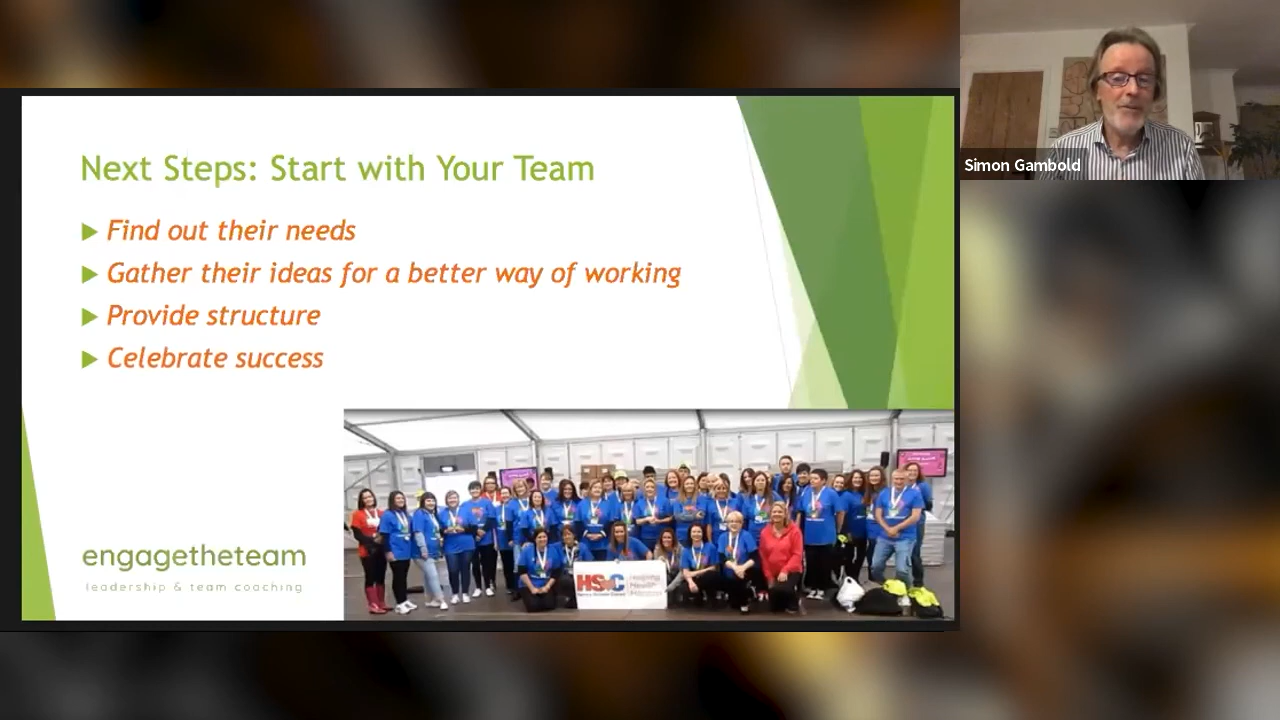 Next Steps: Start with Your Team
Find out their needs
Gather their ideas for a better way of working
Provide structure
Celebrate success
engagetheteam
leadership & team coaching
Simon Gambold